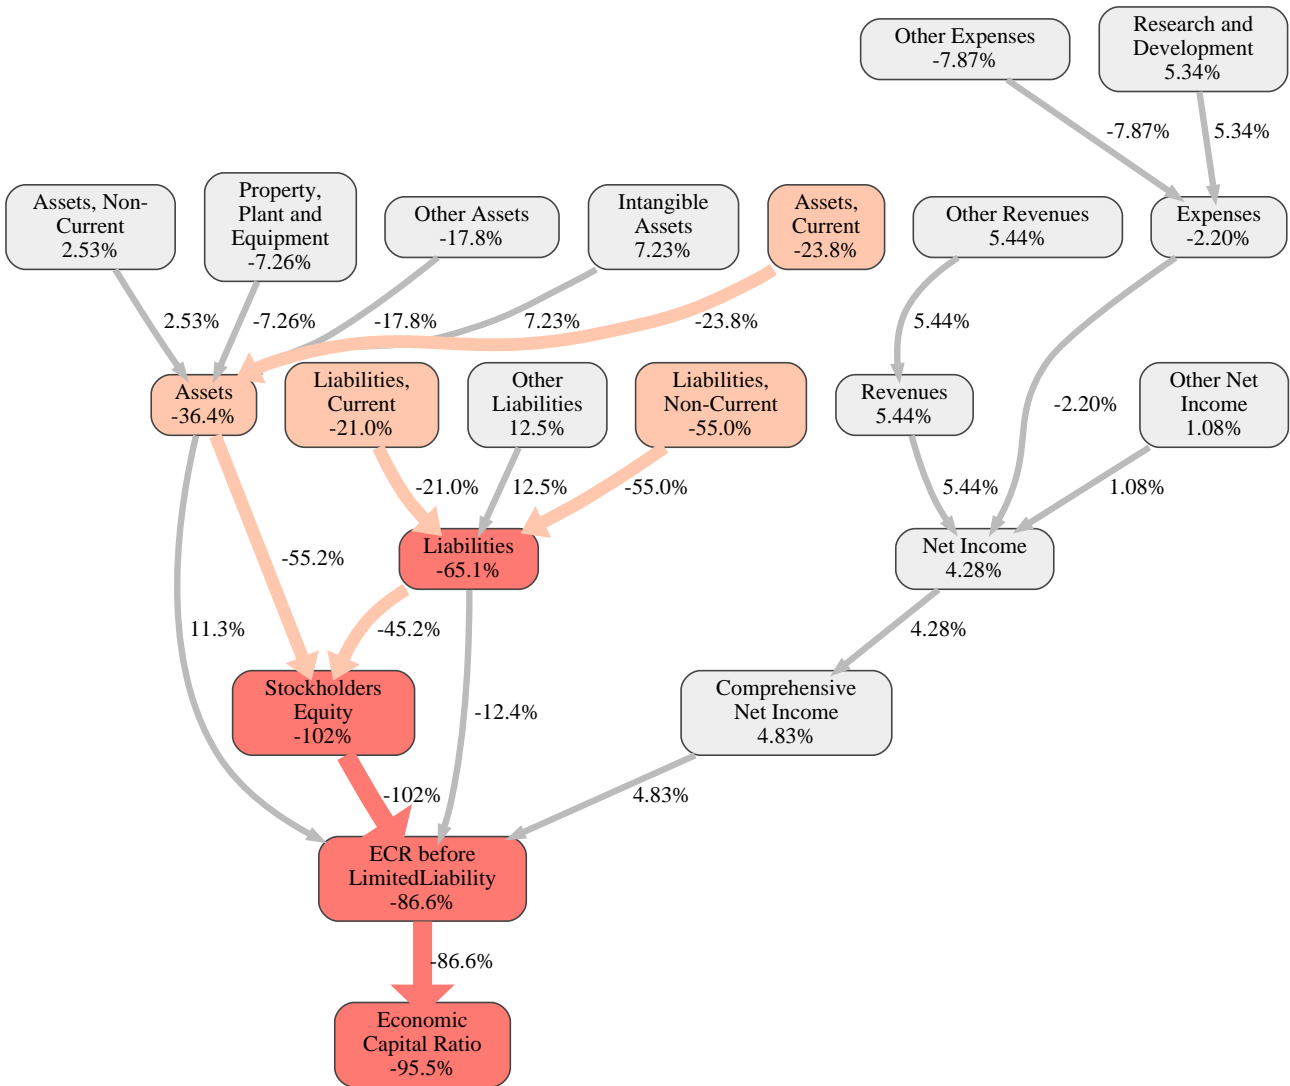 Other Expenses
-7.87%
Research and
Development
5.34%
-7.87%
5.34%
Assets, Non-
Current
2.53%
Property,
Plant and
Equipment
-7.26%
Other Assets
-17.8%
Intangible
Assets
7.23%
Assets,
Current
-23.8%
Other Revenues
5.44%
Expenses
-2.20%
2.53%
-7.26%
-17.8%
7.23%
-23.8%
5.44%
Assets
-36.4%
Liabilities,
Current
-21.0%
Other
Liabilities
12.5%
Liabilities,
Non-Current
-55.0%
Revenues
5.44%
-2.20%
Other Net
Income
1.08%
-21.0%
12.5%
-55.0%
5.44%
1.08%
-55.2%
Liabilities
-65.1%
Net Income
4.28%
11.3%
-45.2%
4.28%
Stockholders
Equity
-102%
-12.4%
Comprehensive
Net Income
4.83%
-102%
4.83%
ECR before
LimitedLiability
-86.6%
-86.6%
Economic
Capital Ratio
-95.5%